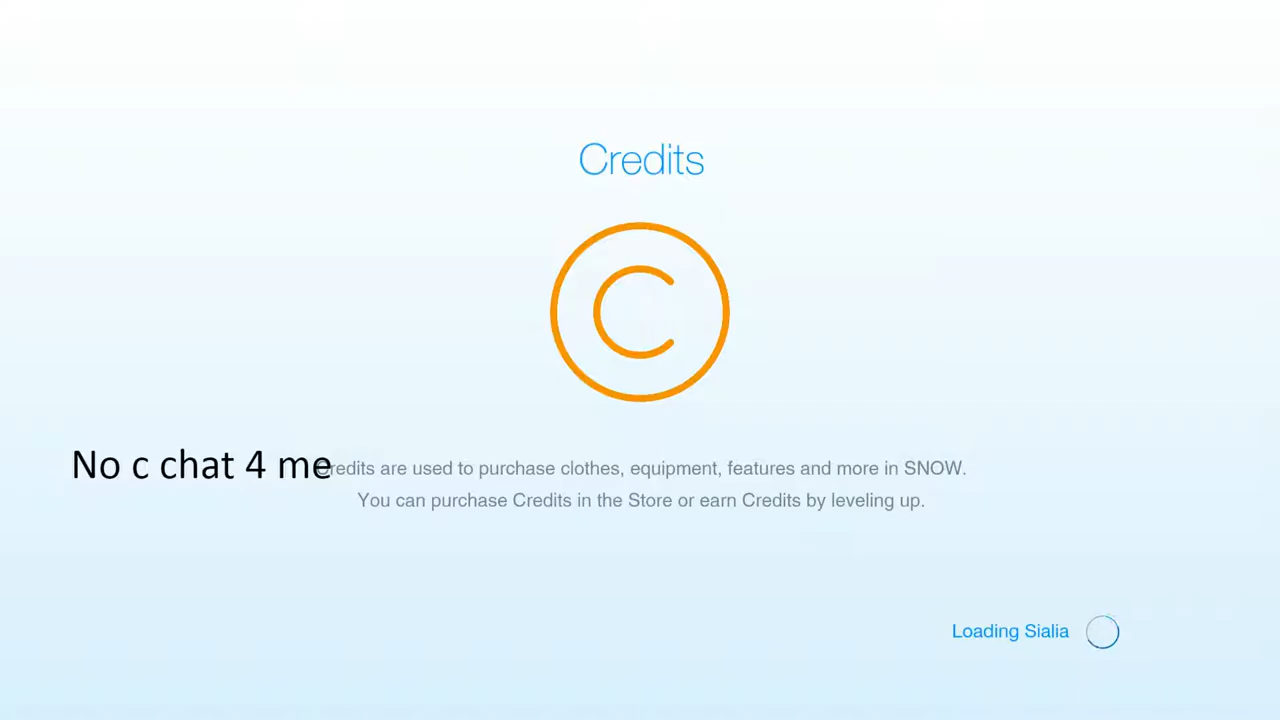 Credits
C
No c chat 4 me
Credits are used to purchase clothes, equipment, features and more in SNOW.
You can purchase Credits in the Store or earn Credits by leveling up.
Loading Sialia